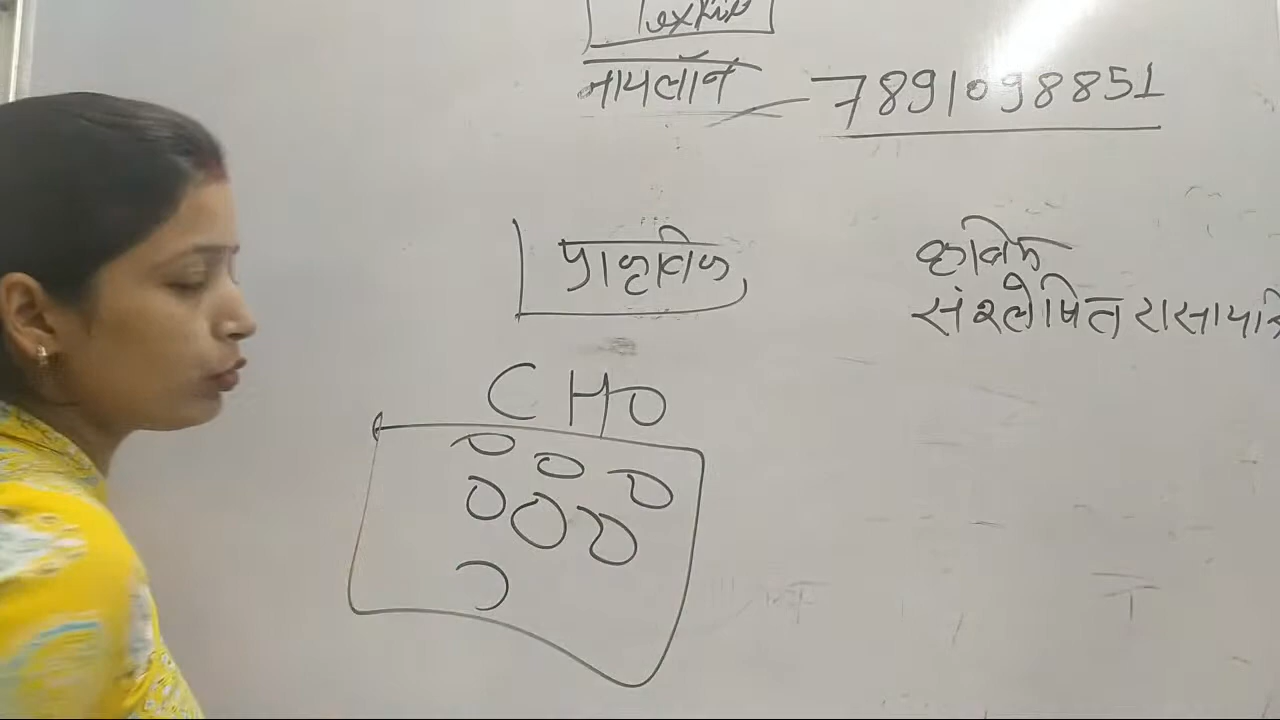 नायलॉन 7891098851
प्राकृतिक
कृत्रिम
संश्लेषित रासायनि
CHO